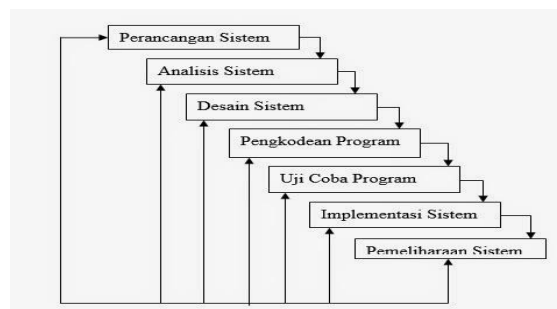 Perancangan Sistem
Analisis Sistem
Desain Sistem
Pengkodean Program
Uji Coba Program
Implementasi Sistem
Pemeliharaan Sistem